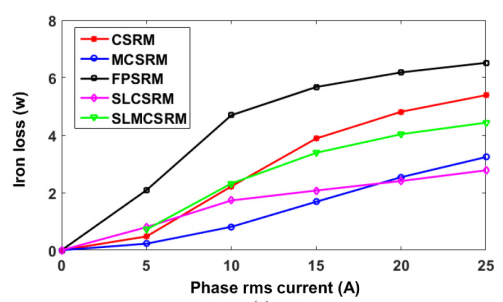 8
6
4
2
0
Iron loss (w)
CSRM
MCSRM
FPSRM
SLCSRM
SLMCSRM
0 5 10 15 20 25
Phase rms current (A)